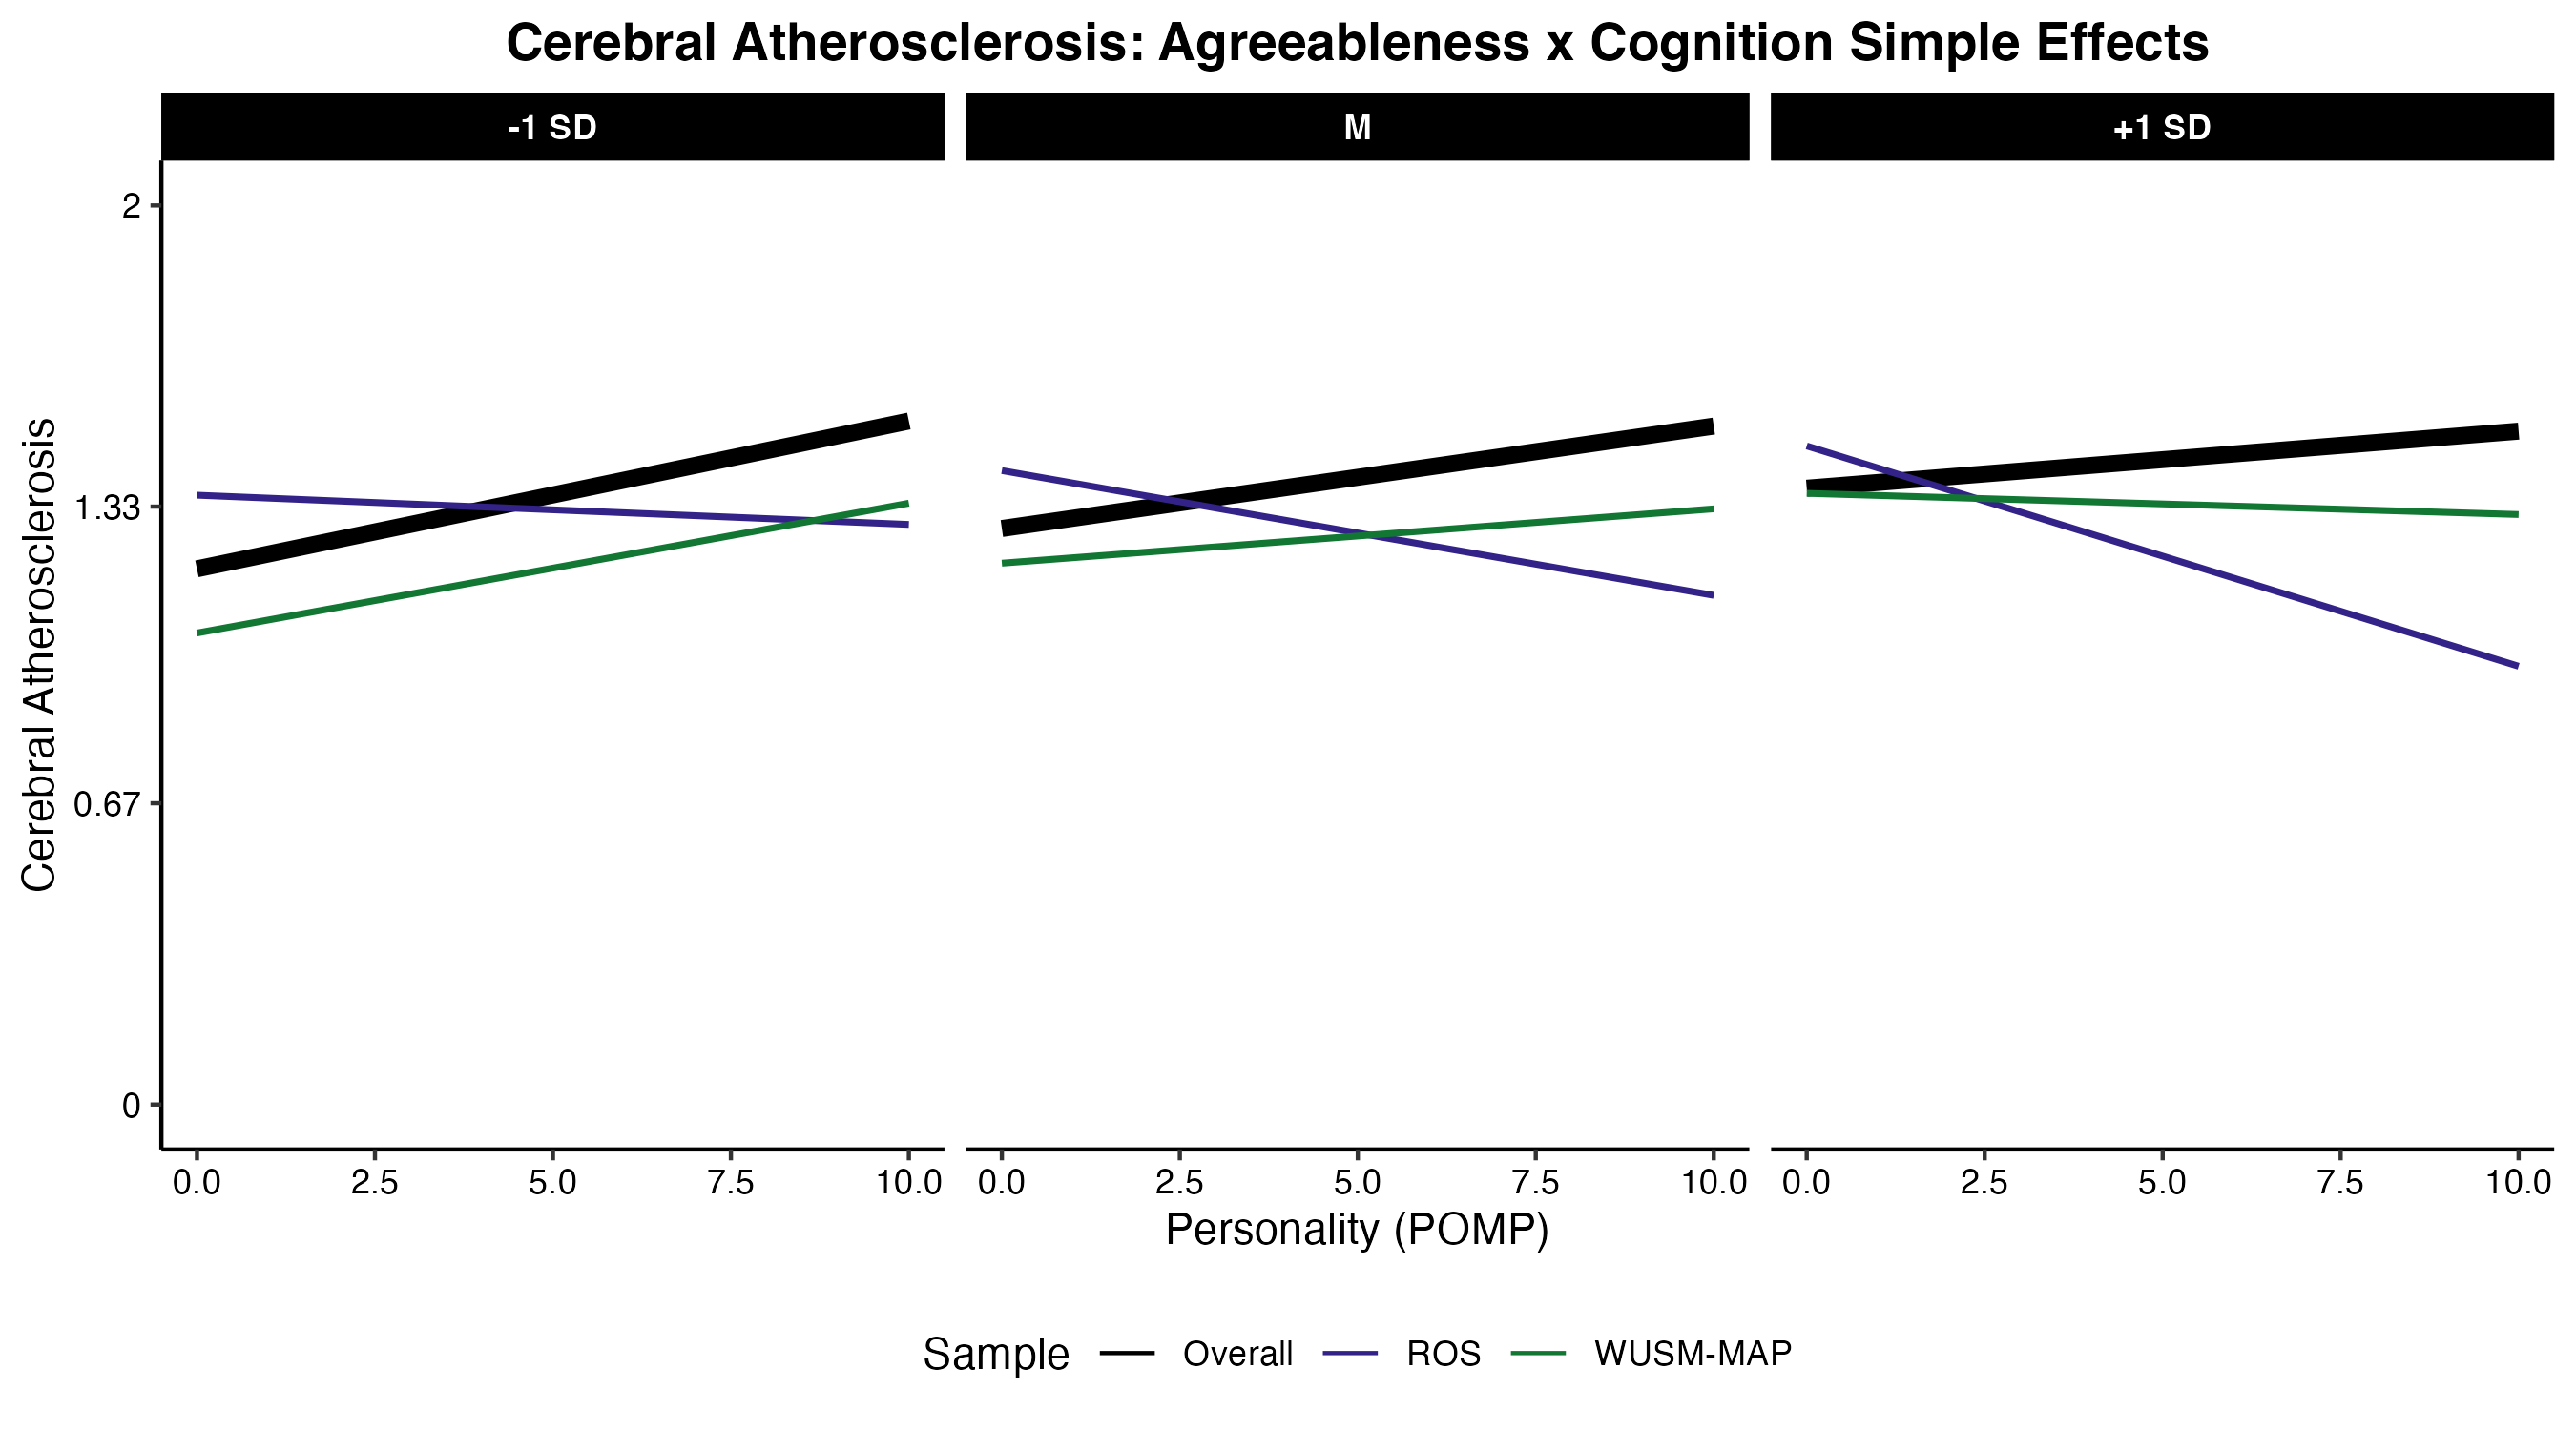 Cerebral Atherosclerosis: Agreeableness x Cognition Simple Effects
-1 SD
M
+1 SD
Cerebral Atherosclerosis
2
1.33
0.67
0
0.0 2.5 5.0 7.5 10.0
0.0 2.5 5.0 7.5 10.0
0.0 2.5 5.0 7.5 10.0
Personality (POMP)
Sample Overall ROS WUSM-MAP